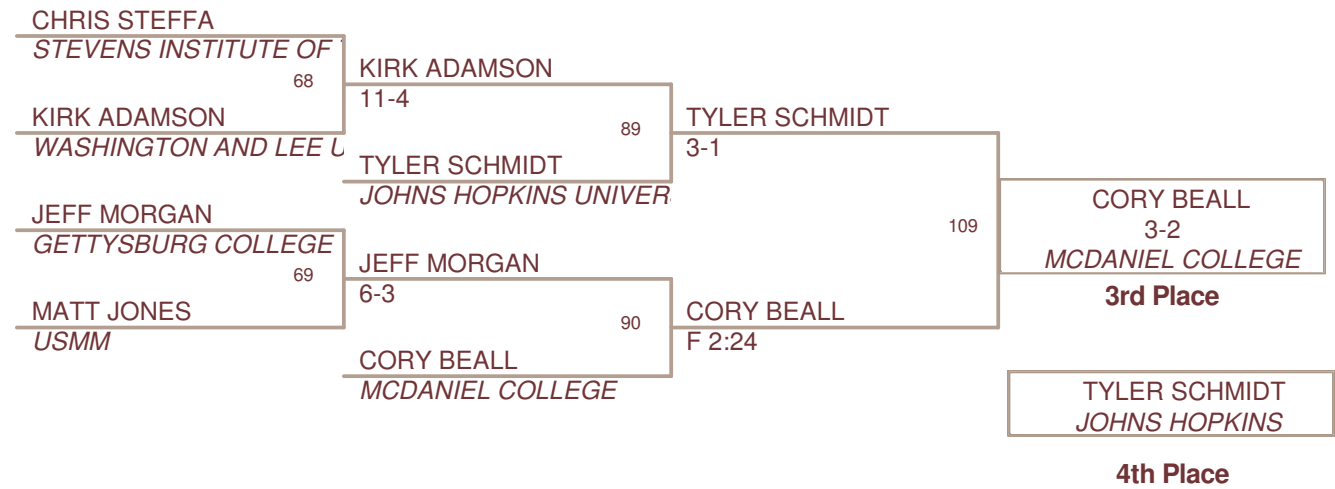 CHRIS STEFFA
STEVENS INSTITUTE OF
68
KIRK ADAMSON
WASHINGTON AND LEE U
JEFF MORGAN
GETTYSBURG COLLEGE
69
MATT JONES
USMM
KIRK ADAMSON
11-4
89
TYLER SCHMIDT
JOHNS HOPKINS UNIVER
JEFF MORGAN
6-3
90
CORY BEALL
MCDANIEL COLLEGE
TYLER SCHMIDT
3-1
109
CORY BEALL
F 2:24
CORY BEALL
3-2
MCDANIEL COLLEGE
3rd Place
TYLER SCHMIDT
JOHNS HOPKINS
4th Place